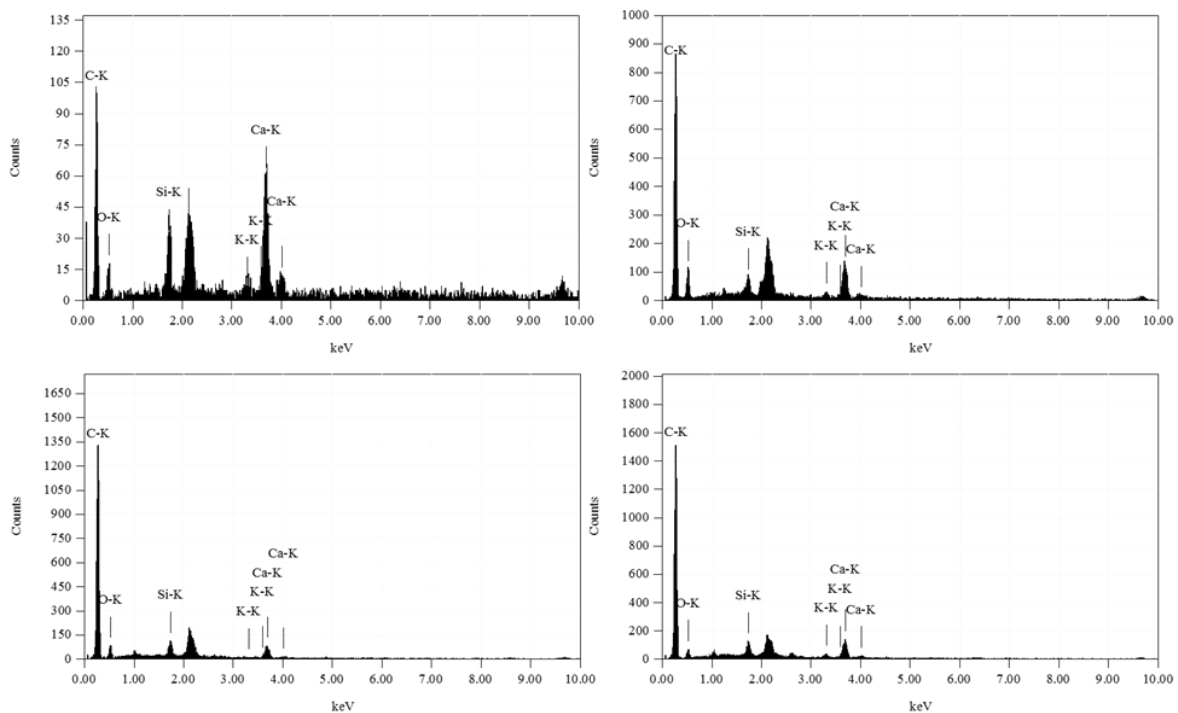 135
120
105
90
75
60
45
30
15
0
Counts
C-K
O-K
Si-K
Ca-K
Ca-K
K-K
K-K
0.00 1.00 2.00 3.00 4.00 5.00 6.00 7.00 8.00 9.00 10.00
keV
1000
900
800
700
600
500
400
300
200
100
0
Counts
C-K
O-K
Si-K
Ca-K
K-K
K-K
Ca-K
0.00 1.00 2.00 3.00 4.00 5.00 6.00 7.00 8.00 9.00 10.00
keV
1650
1500
1350
1200
1050
900
750
600
450
300
150
0
Counts
C-K
O-K
Si-K
Ca-K
Ca-K
K-K
K-K
0.00 1.00 2.00 3.00 4.00 5.00 6.00 7.00 8.00 9.00 10.00
keV
2000
1800
1600
1400
1200
1000
800
600
400
200
0
Counts
C-K
O-K
Si-K
Ca-K
K-K
K-K
Ca-K
0.00 1.00 2.00 3.00 4.00 5.00 6.00 7.00 8.00 9.00 10.00
keV